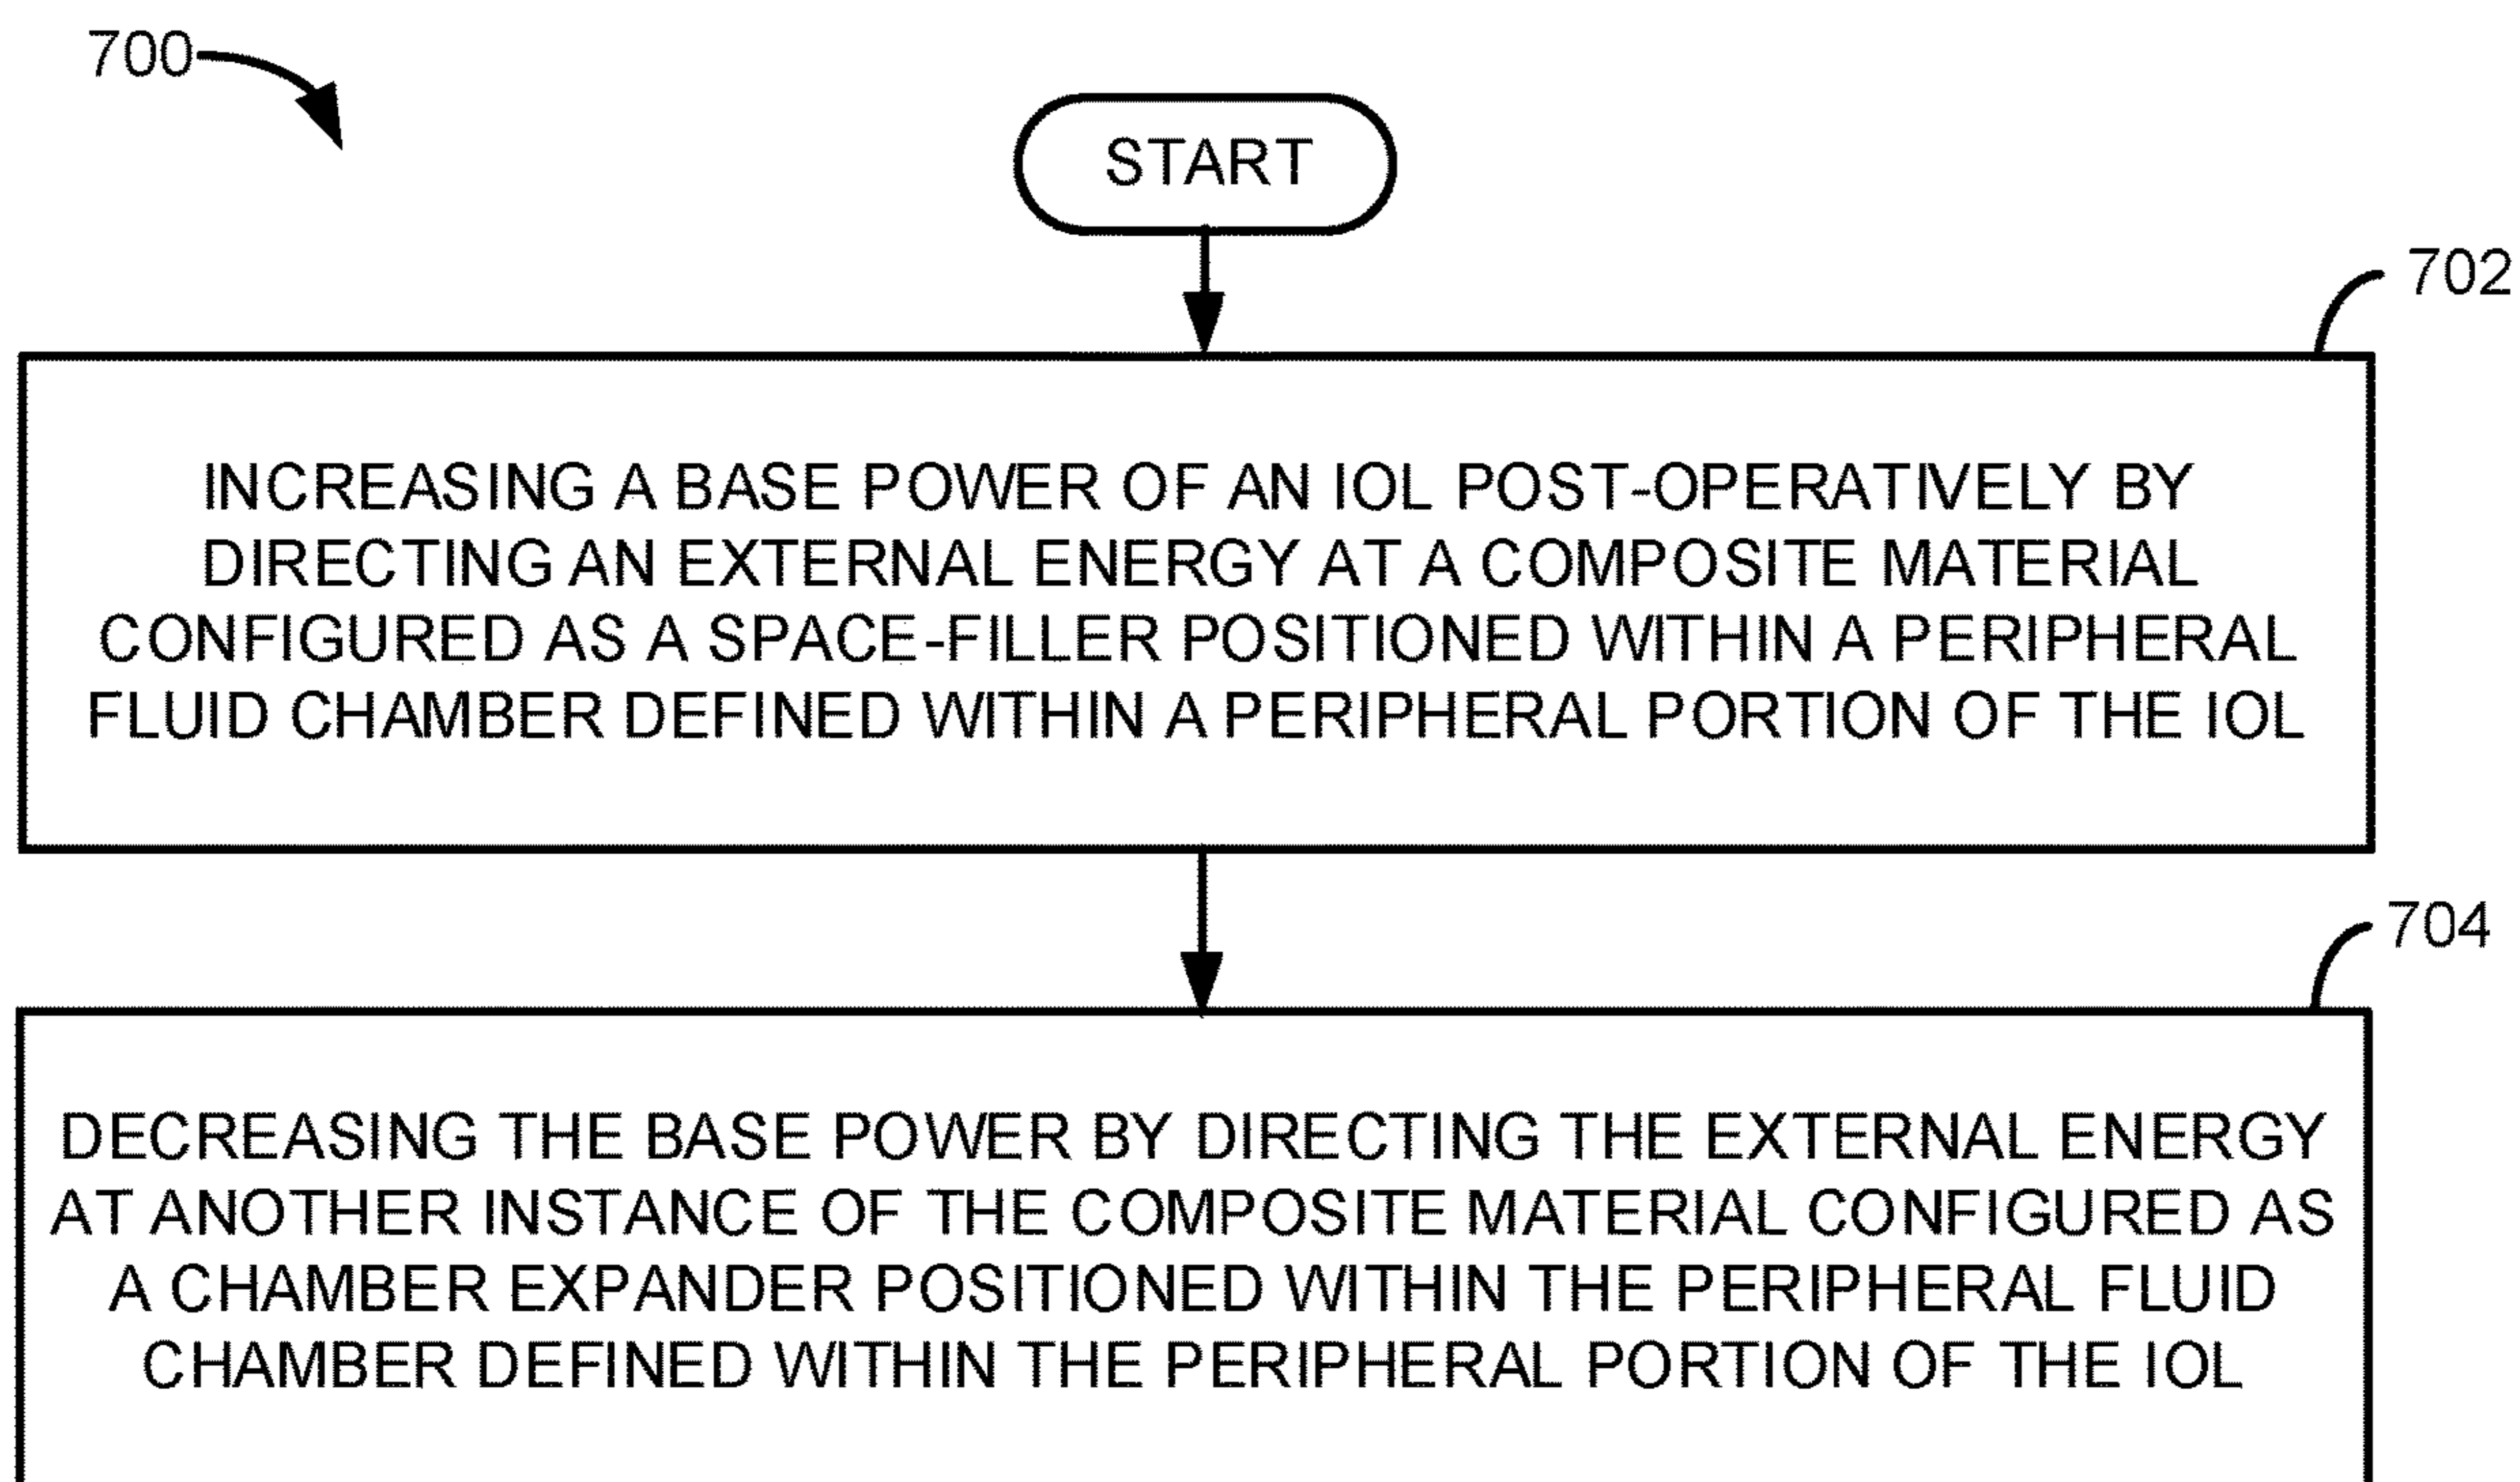 700
START
702
INCREASING A BASE POWER OF AN IOL POST-OPERATIVELY BY
DIRECTING AN EXTERNAL ENERGY AT A COMPOSITE MATERIAL
CONFIGURED AS A SPACE-FILLER POSITIONED WITHIN A PERIPHERAL
FLUID CHAMBER DEFINED WITHIN A PERIPHERAL PORTION OF THE IOL
704
DECREASING THE BASE POWER BY DIRECTING THE EXTERNAL ENERGY
AT ANOTHER INSTANCE OF THE COMPOSITE MATERIAL CONFIGURED AS
A CHAMBER EXPANDER POSITIONED WITHIN THE PERIPHERAL FLUID
CHAMBER DEFINED WITHIN THE PERIPHERAL PORTION OF THE IOL